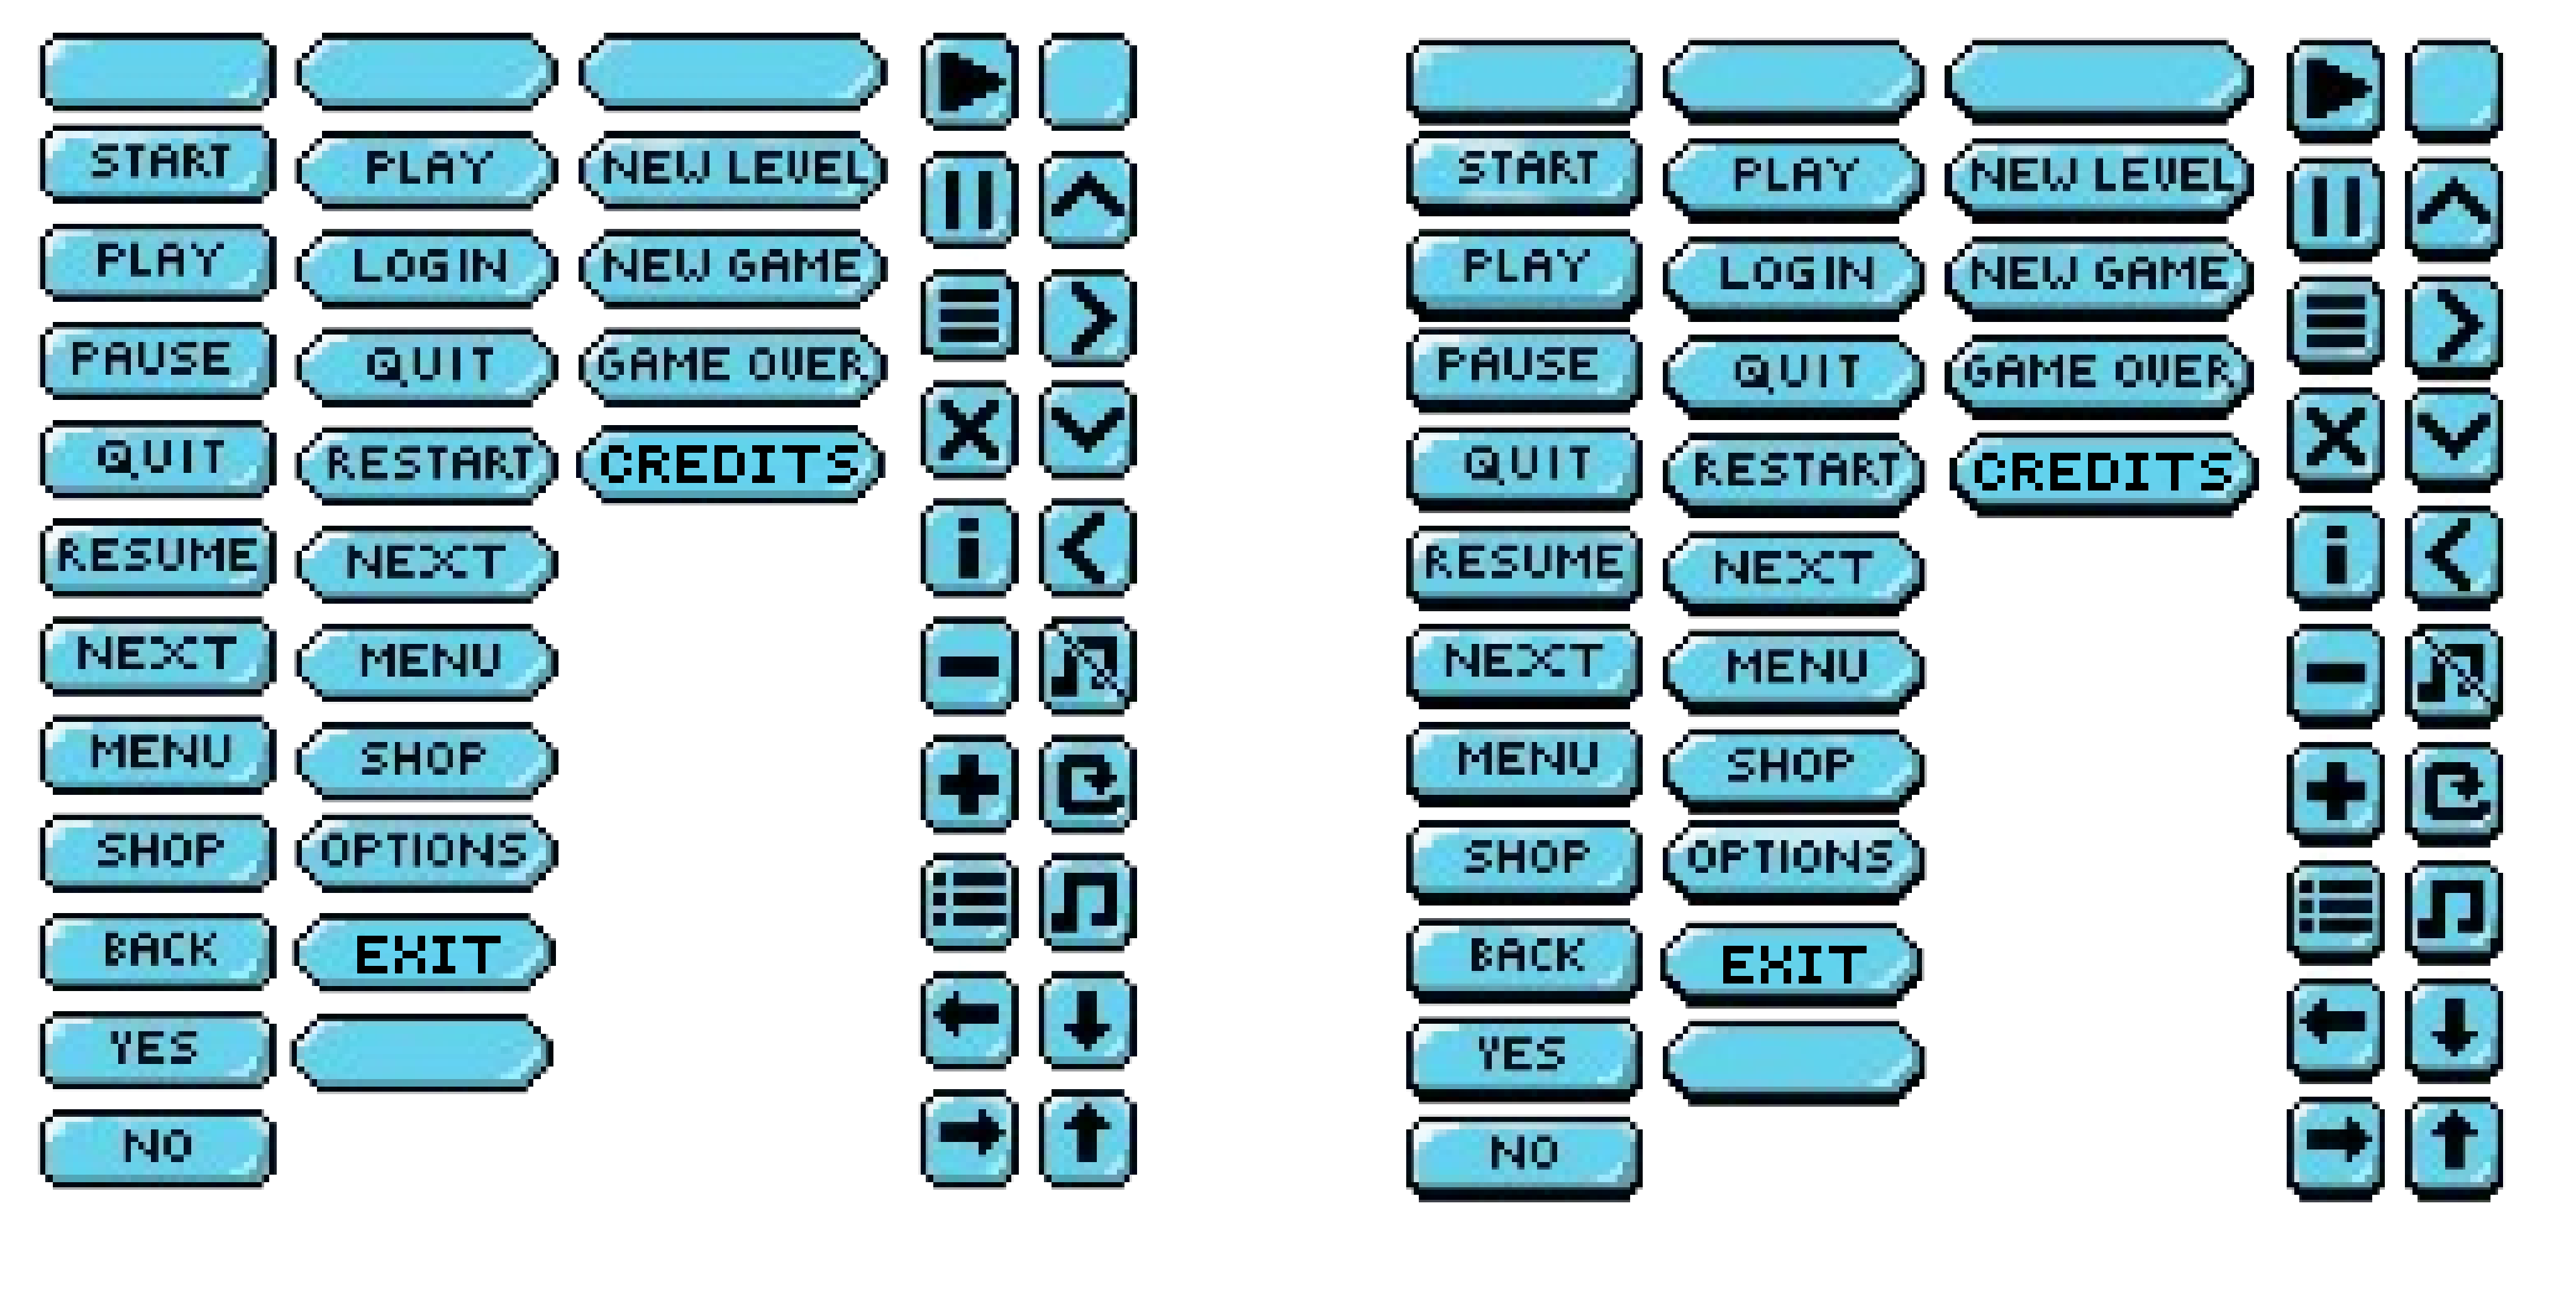 START PLAY NEW LEVEL START PLAY NEW LEVEL
PLAY LOGIN NEW GAME PLAY LOGIN NEW GAME
PAUSE QUIT GAME OVER PAUSE QUIT GAME OVER
QUIT RESTART CREDITS QUIT RESTART CREDITS
RESUME NEXT RESUME NEXT
NEXT MENU NEXT MENU
MENU SHOP MENU SHOP
SHOP OPTIONS SHOP OPTIONS
BACK EXIT BACK EXIT
YES YES
NO NO